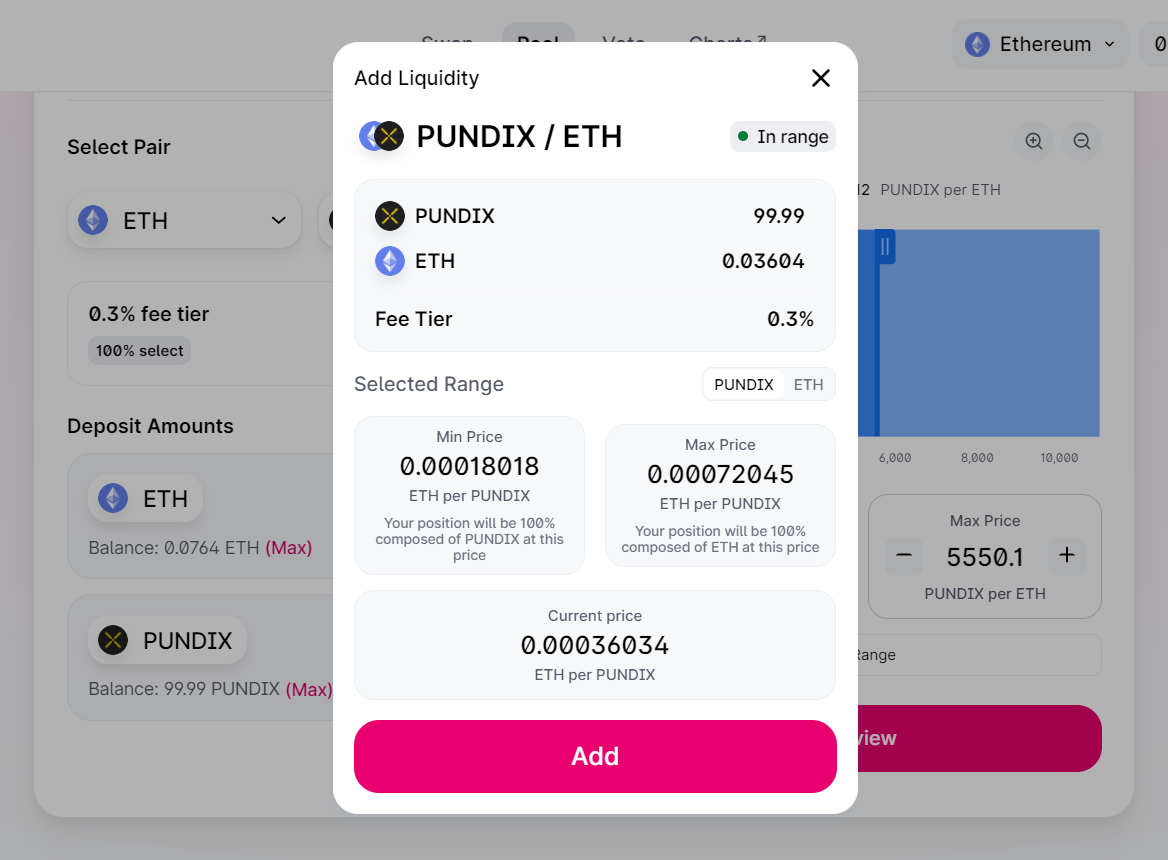 Swap Pool Vote Charts
Ethereum
0
Add Liquidity
PUNDIX / ETH
In range
Select Pair
ETH
12 PUNDIX per ETH
PUNDIX 99.99
ETH 0.03604
Fee Tier 0.3%
0.3% fee tier
100% select
Selected Range
PUNDIX ETH
Min Price
0.00018018
ETH per PUNDIX
Your position will be 100%
composed of PUNDIX at this
price
Max Price
0.00072045
ETH per PUNDIX
Your position will be 100%
composed of ETH at this price
Current price
0.00036034
ETH per PUNDIX
Add
Deposit Amounts
ETH
Balance: 0.0764 ETH (Max)
PUNDIX
Balance: 99.99 PUNDIX (Max)
6,000 8,000 10,000
Max Price
5550.1
PUNDIX per ETH
Range
view